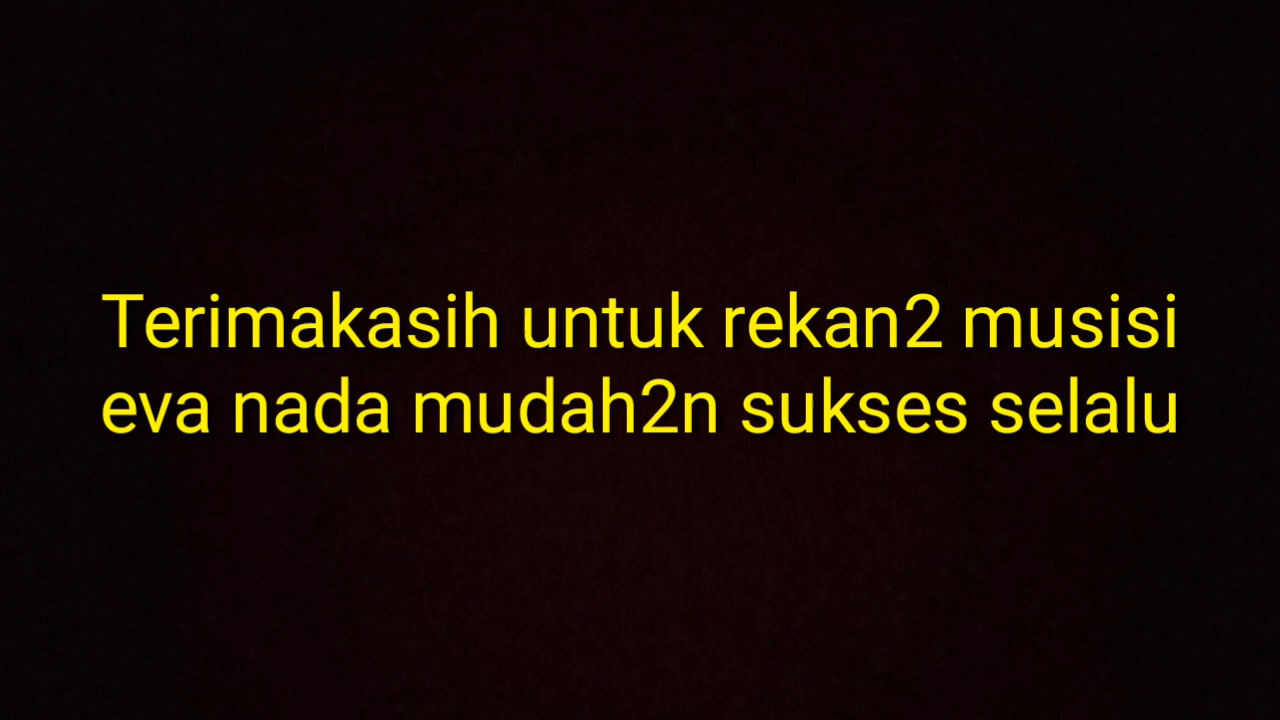 Terimakasih untuk rekan2 musisi
eva nada mudah2n sukses selalu